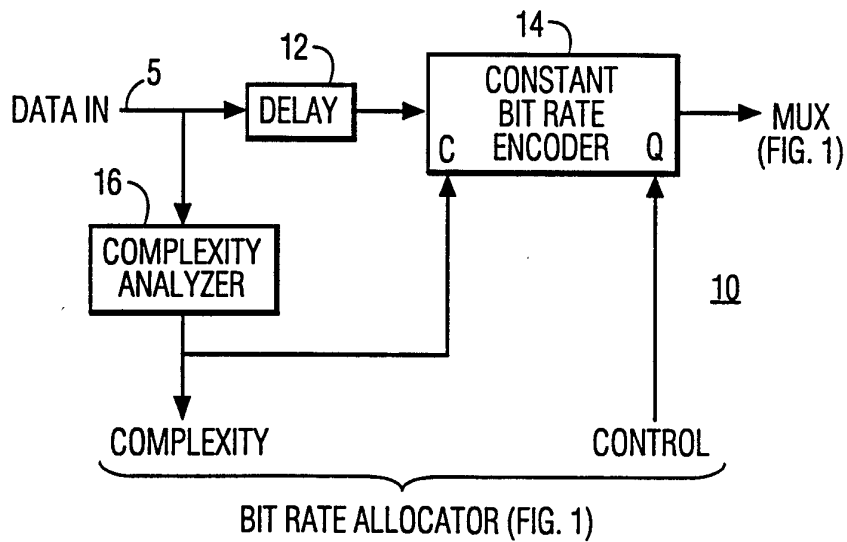 12
14
5
DATA IN
DELAY
CONSTANT
BIT RATE
ENCODER
C
Q
MUX
(FIG. 1)
16
COMPLEXITY
ANALYZER
10
COMPLEXITY
CONTROL
BIT RATE ALLOCATOR (FIG. 1)